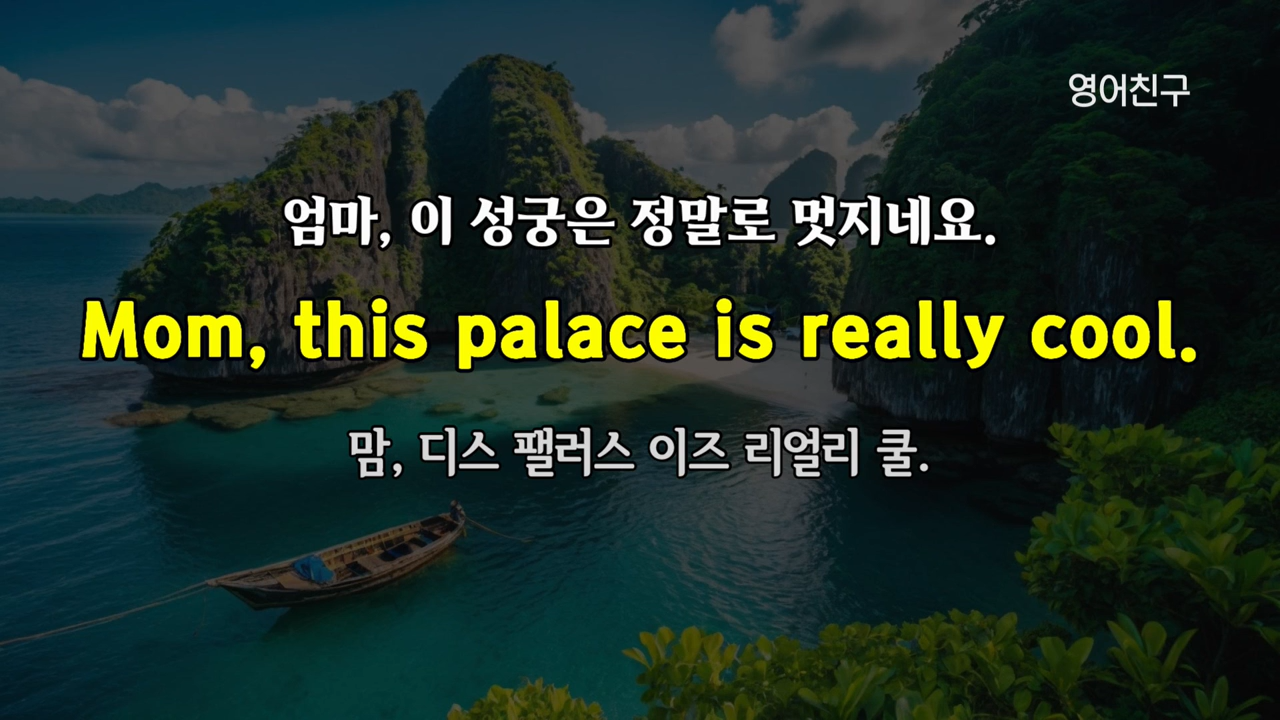 영어친구
엄마, 이 성궁은 정말로 멋지네요.
Mom, this palace is really cool.
맘, 디스 팰러스 이즈 리얼리 쿨.